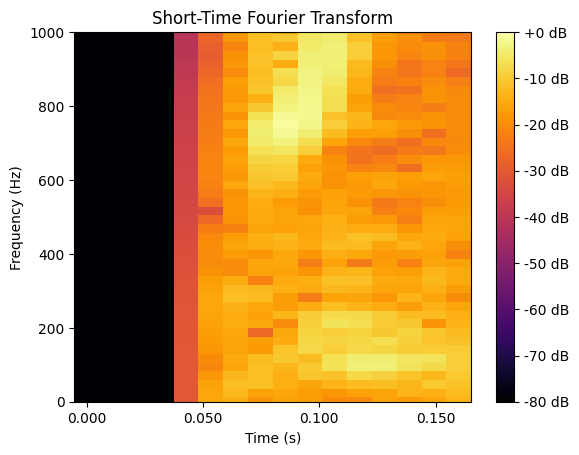 Short-Time Fourier Transform
1000
800
600
400
200
0
Frequency (Hz)
0.000
0.050
0.100
0.150
Time (s)
+0 dB
-10 dB
-20 dB
-30 dB
-40 dB
-50 dB
-60 dB
-70 dB
-80 dB